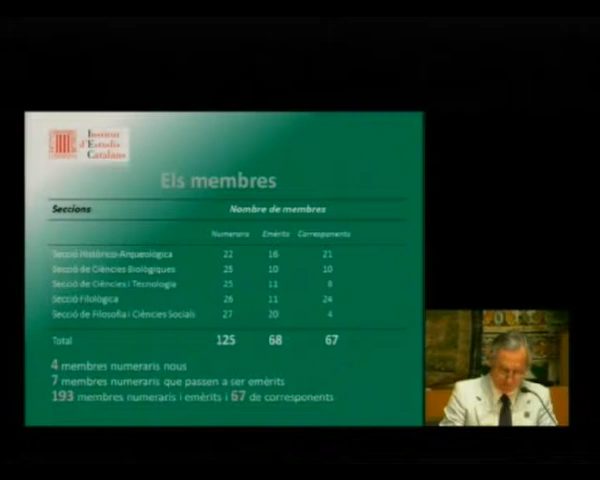 Institut
d'Estudis
Catalans
Els membres
Seccions Nombre de membres
Numeraris Emèrits Corresponents
Secció Històrico-Arqueològica 22 16 21
Secció de Ciències Biològiques 25 10 10
Secció de Ciències i Tecnologia 25 11 8
Secció Filològica 26 11 24
Secció de Filosofia i Ciències Socials 27 20 4
Total 125 68 67
4 membres numeraris nous
7 membres numeraris que passen a ser emèrits
193 membres numeraris i emèrits i 67 de corresponents